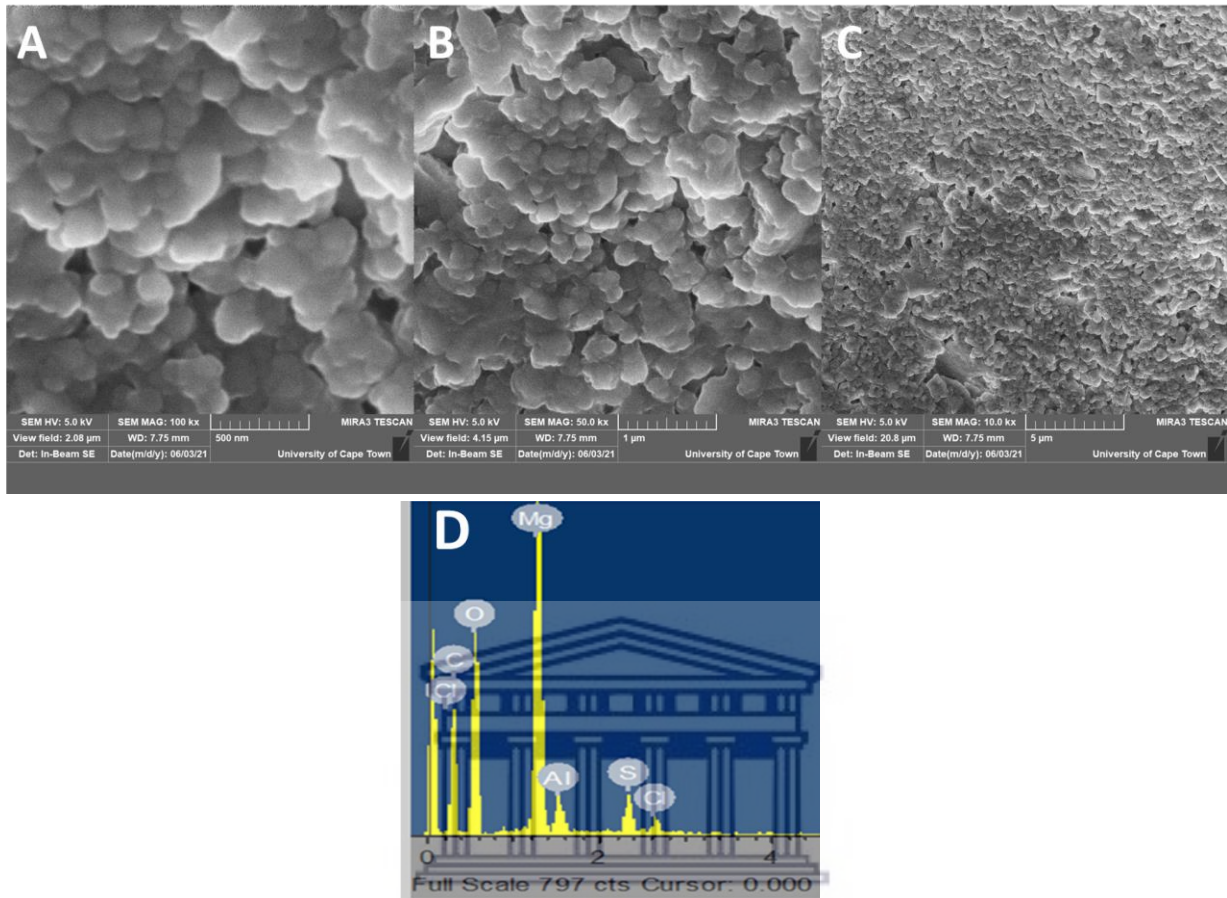 A
SEM HV: 5.0 kV SEM MAG: 100 kx MIRA3 TESCAN
View field: 2.08 µm WD: 7.75 mm 500 nm
Det: In-Beam SE Date(m/d/y): 06/03/21 University of Cape Town
B
SEM HV: 5.0 kV SEM MAG: 50.0 kx MIRA3 TESCAN
View field: 4.15 µm WD: 7.75 mm 1 µm
Det: In-Beam SE Date(m/d/y): 06/03/21 University of Cape Town
C
SEM HV: 5.0 kV SEM MAG: 10.0 kx MIRA3 TESCAN
View field: 20.8 µm WD: 7.75 mm 5 µm
Det: In-Beam SE Date(m/d/y): 06/03/21 University of Cape Town
D
Mg
O
C
Cl
Al
S
Cl
0 2 4
Full Scale 797 cts Cursor: 0.000